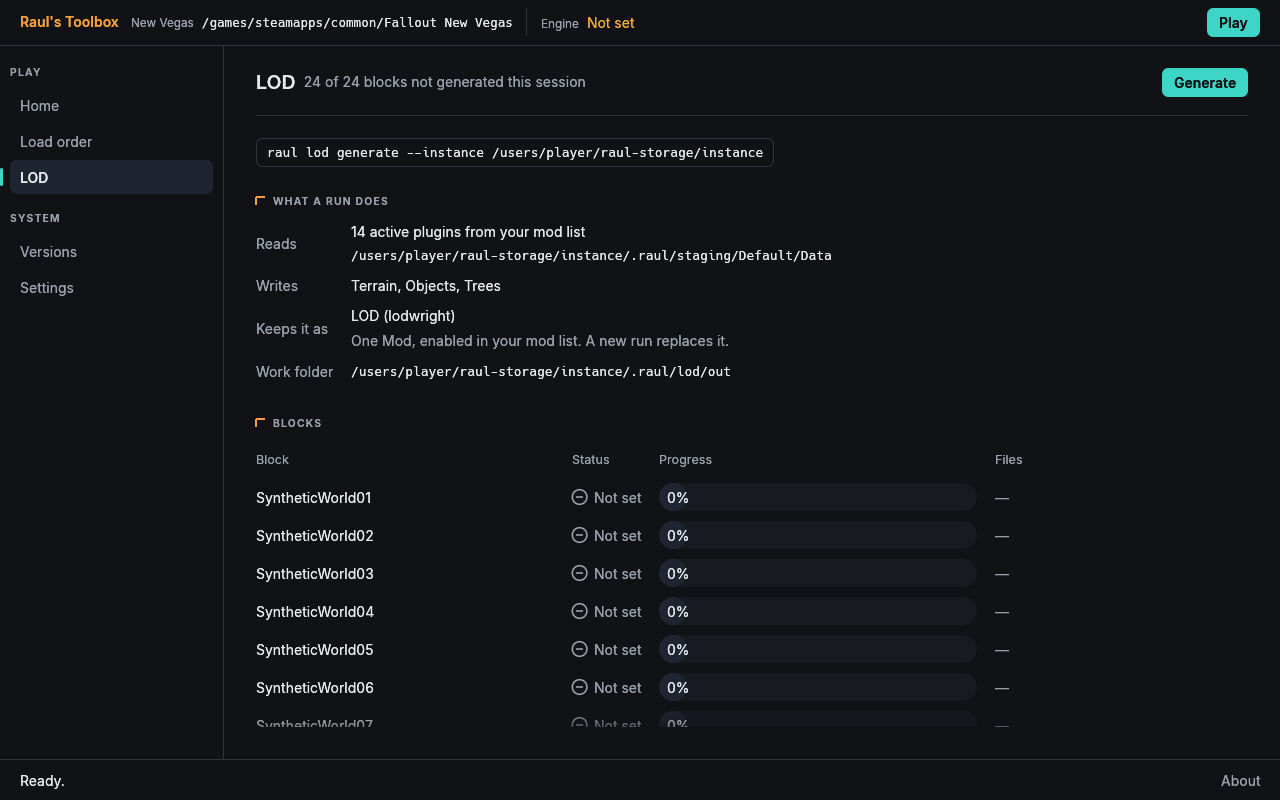 Raul's Toolbox New Vegas /games/steamapps/common/Fallout New Vegas Engine Not set Play
PLAY
Home
Load order
LOD
SYSTEM
Versions
Settings
LOD 24 of 24 blocks not generated this session Generate
raul lod generate --instance /users/player/raul-storage/instance
WHAT A RUN DOES
Reads 14 active plugins from your mod list
/users/player/raul-storage/instance/.raul/staging/Default/Data
Writes Terrain, Objects, Trees
Keeps it as LOD (lodwright)
One Mod, enabled in your mod list. A new run replaces it.
Work folder /users/player/raul-storage/instance/.raul/lod/out
BLOCKS
Block Status Progress Files
SyntheticWorld01 Not set 0% —
SyntheticWorld02 Not set 0% —
SyntheticWorld03 Not set 0% —
SyntheticWorld04 Not set 0% —
SyntheticWorld05 Not set 0% —
SyntheticWorld06 Not set 0% —
SyntheticWorld07 Not set 0% —
Ready. About